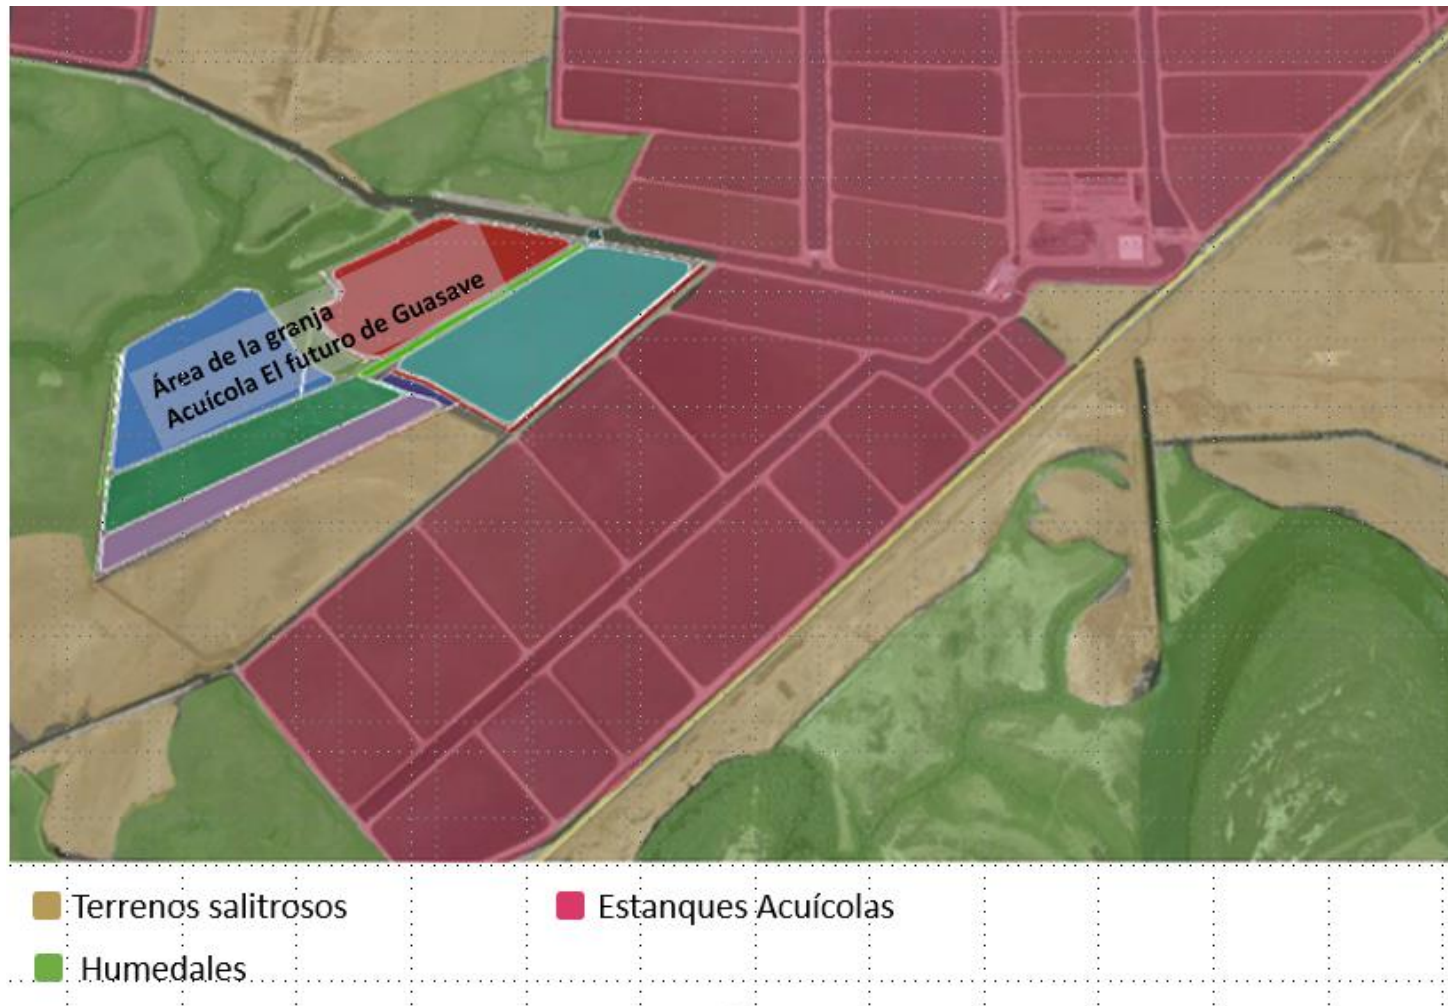 Área de la granja
Acuícola El futuro de Guasave
Terrenos salitrosos
Estanques Acuícolas
Humedales